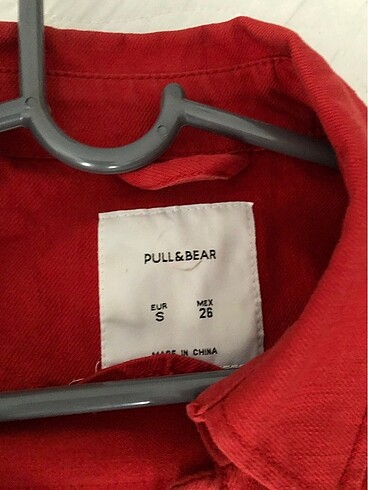 PULL&BEAR
EUR MEX
S 26
MADE IN CHINA